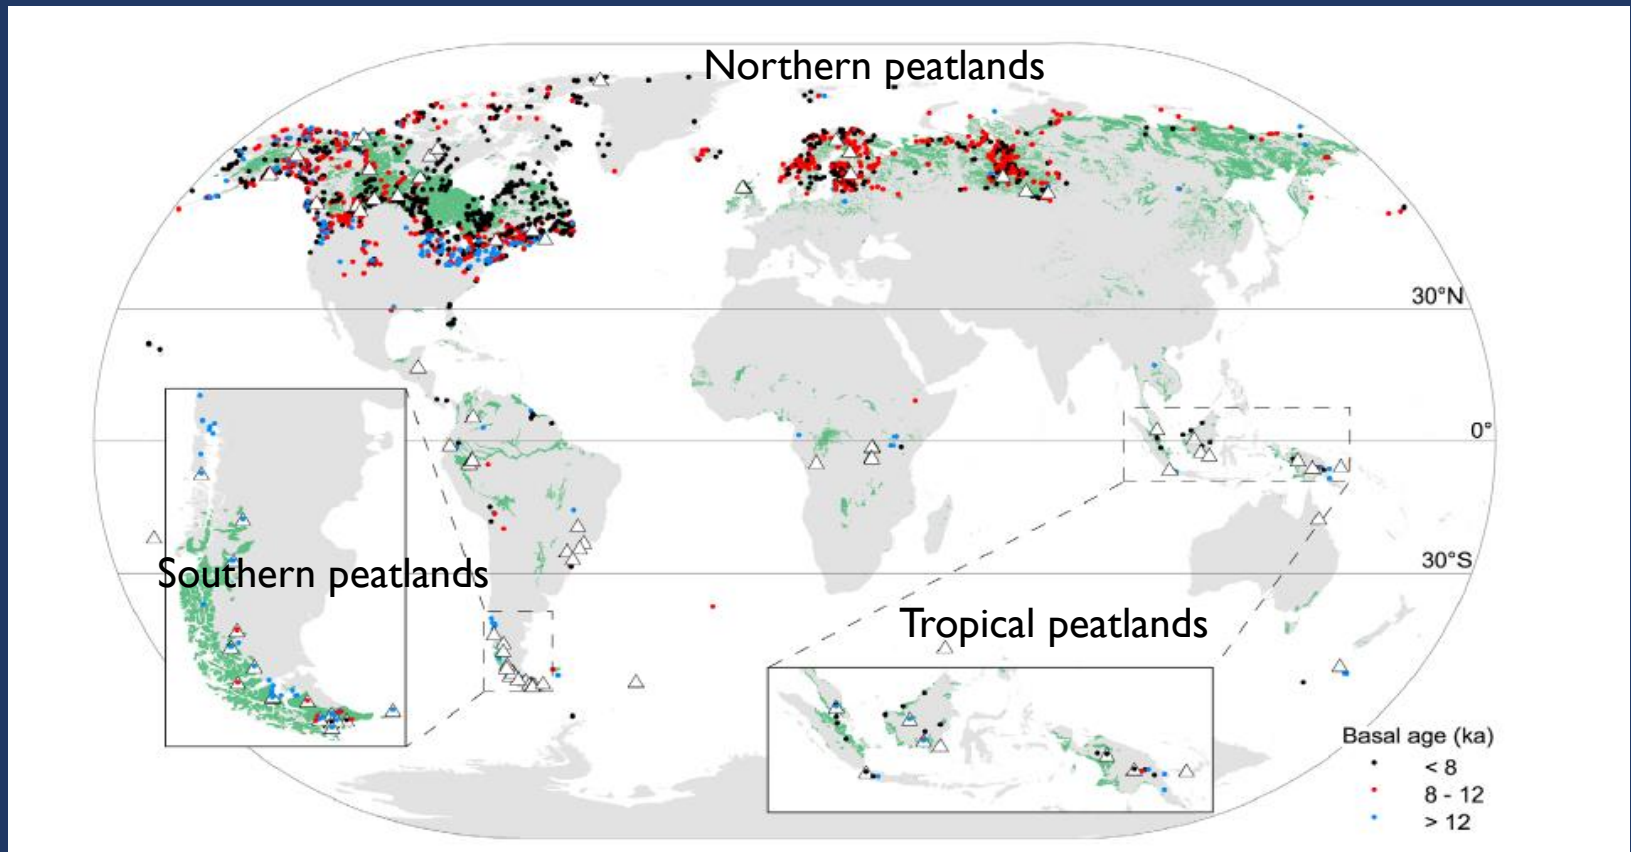 Northern peatlands
30°N
0°
30°S
Southern peatlands
Tropical peatlands
Basal age (ka)
< 8
8 - 12
> 12